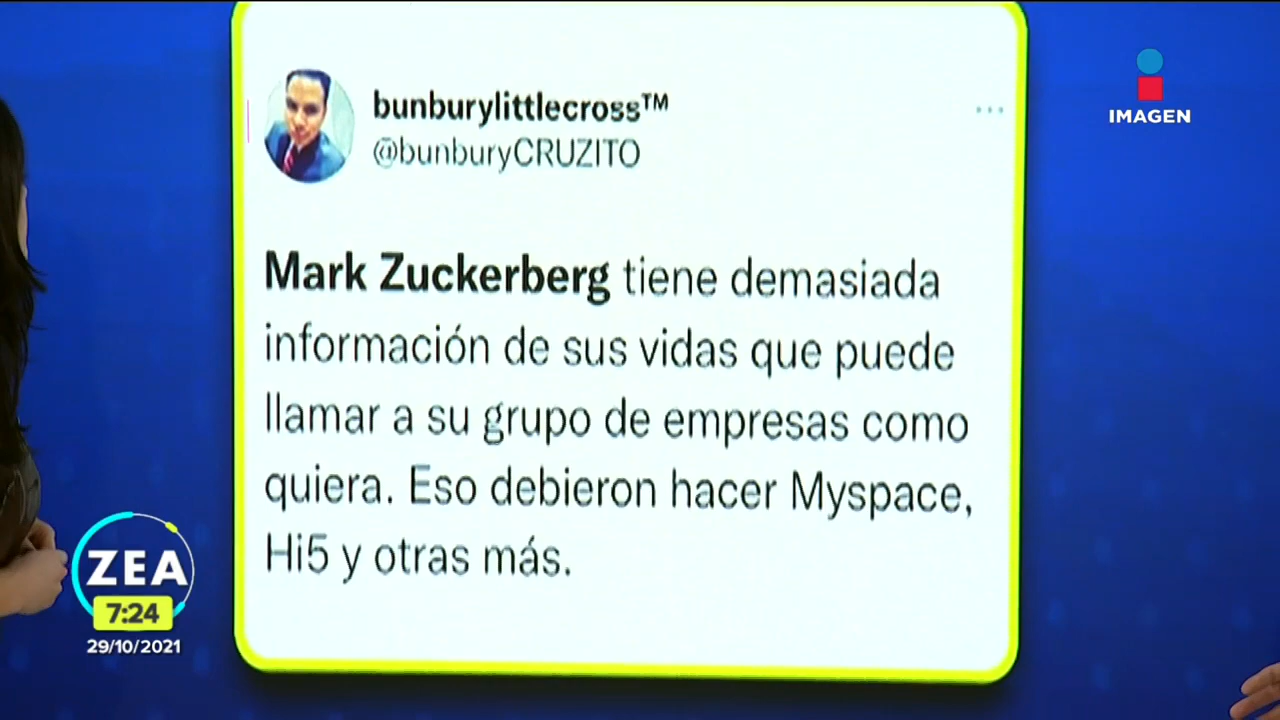 bunburylittlecross™
@bunburyCRUZITO
IMAGEN
Mark Zuckerberg tiene demasiada
información de sus vidas que puede
llamar a su grupo de empresas como
quiera. Eso debieron hacer Myspace,
Hi5 y otras más.
ZEA
7:24
29/10/2021